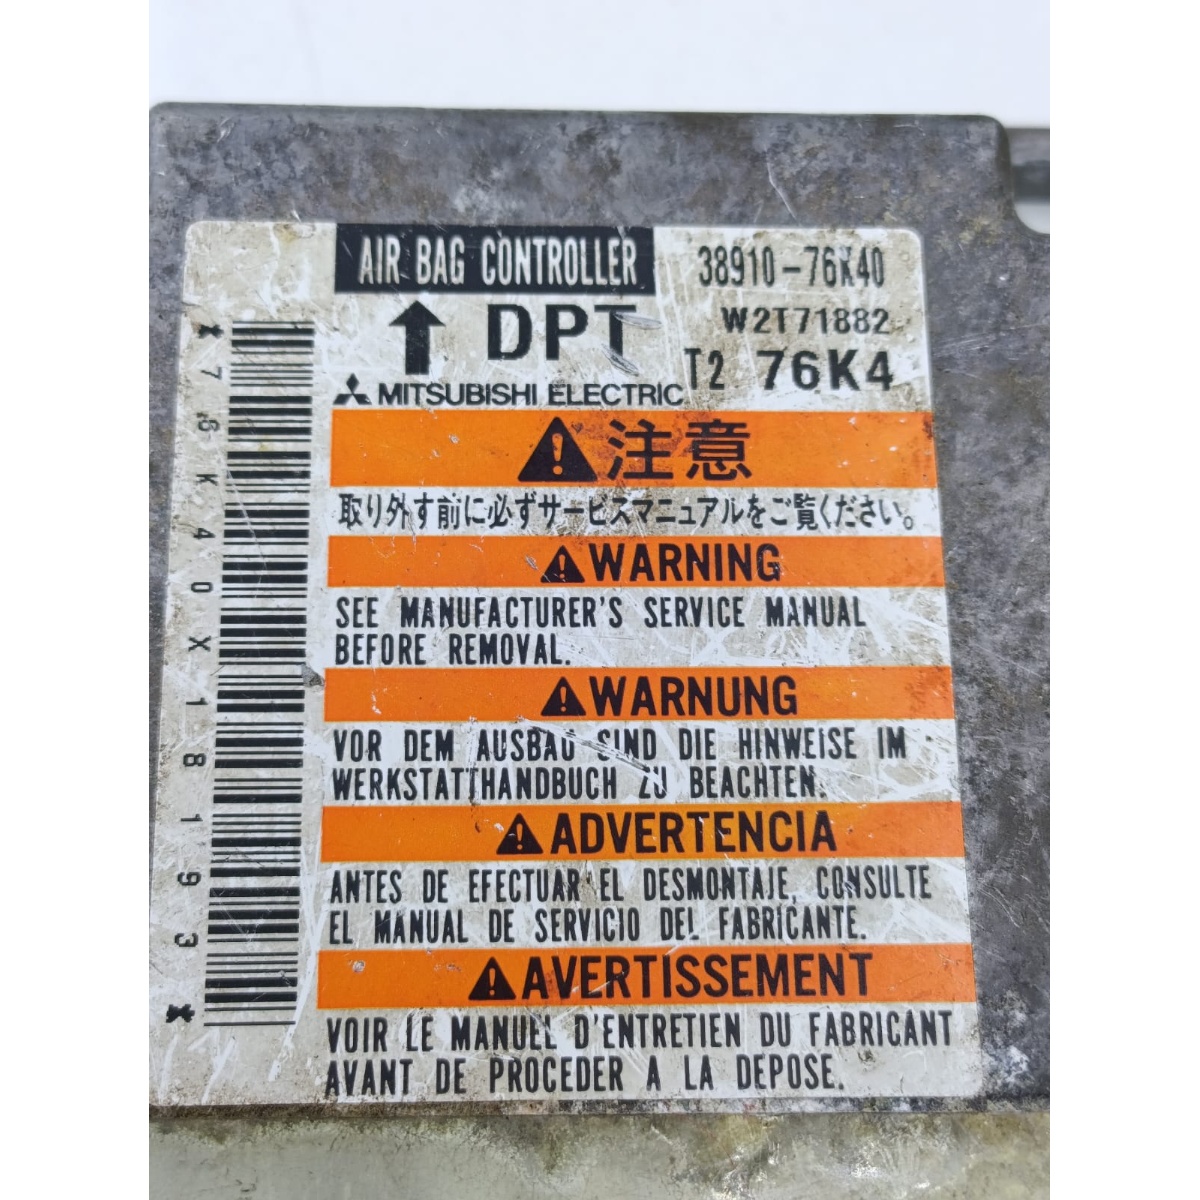 AIR BAG CONTROLLER 38910-76K40
↑ DPT W2T71882
MITSUBISHI ELECTRIC T2 76K4
注意
取り外す前に必ずサービスマニュアルをご覧ください。
WARNING
SEE MANUFACTURER'S SERVICE MANUAL
BEFORE REMOVAL.
WARNUNG
VOR DEM AUSBAU SIND DIE HINWEISE IM
WERKSTATTHANDBUCH ZU BEACHTEN.
ADVERTENCIA
ANTES DE EFECTUAR EL DESMONTAJE, CONSULTE
EL MANUAL DE SERVICIO DEL FABRICANTE.
AVERTISSEMENT
VOIR LE MANUEL D'ENTRETIEN DU FABRICANT
AVANT DE PROCEDER A LA DEPOSE.
*76K40X18193*